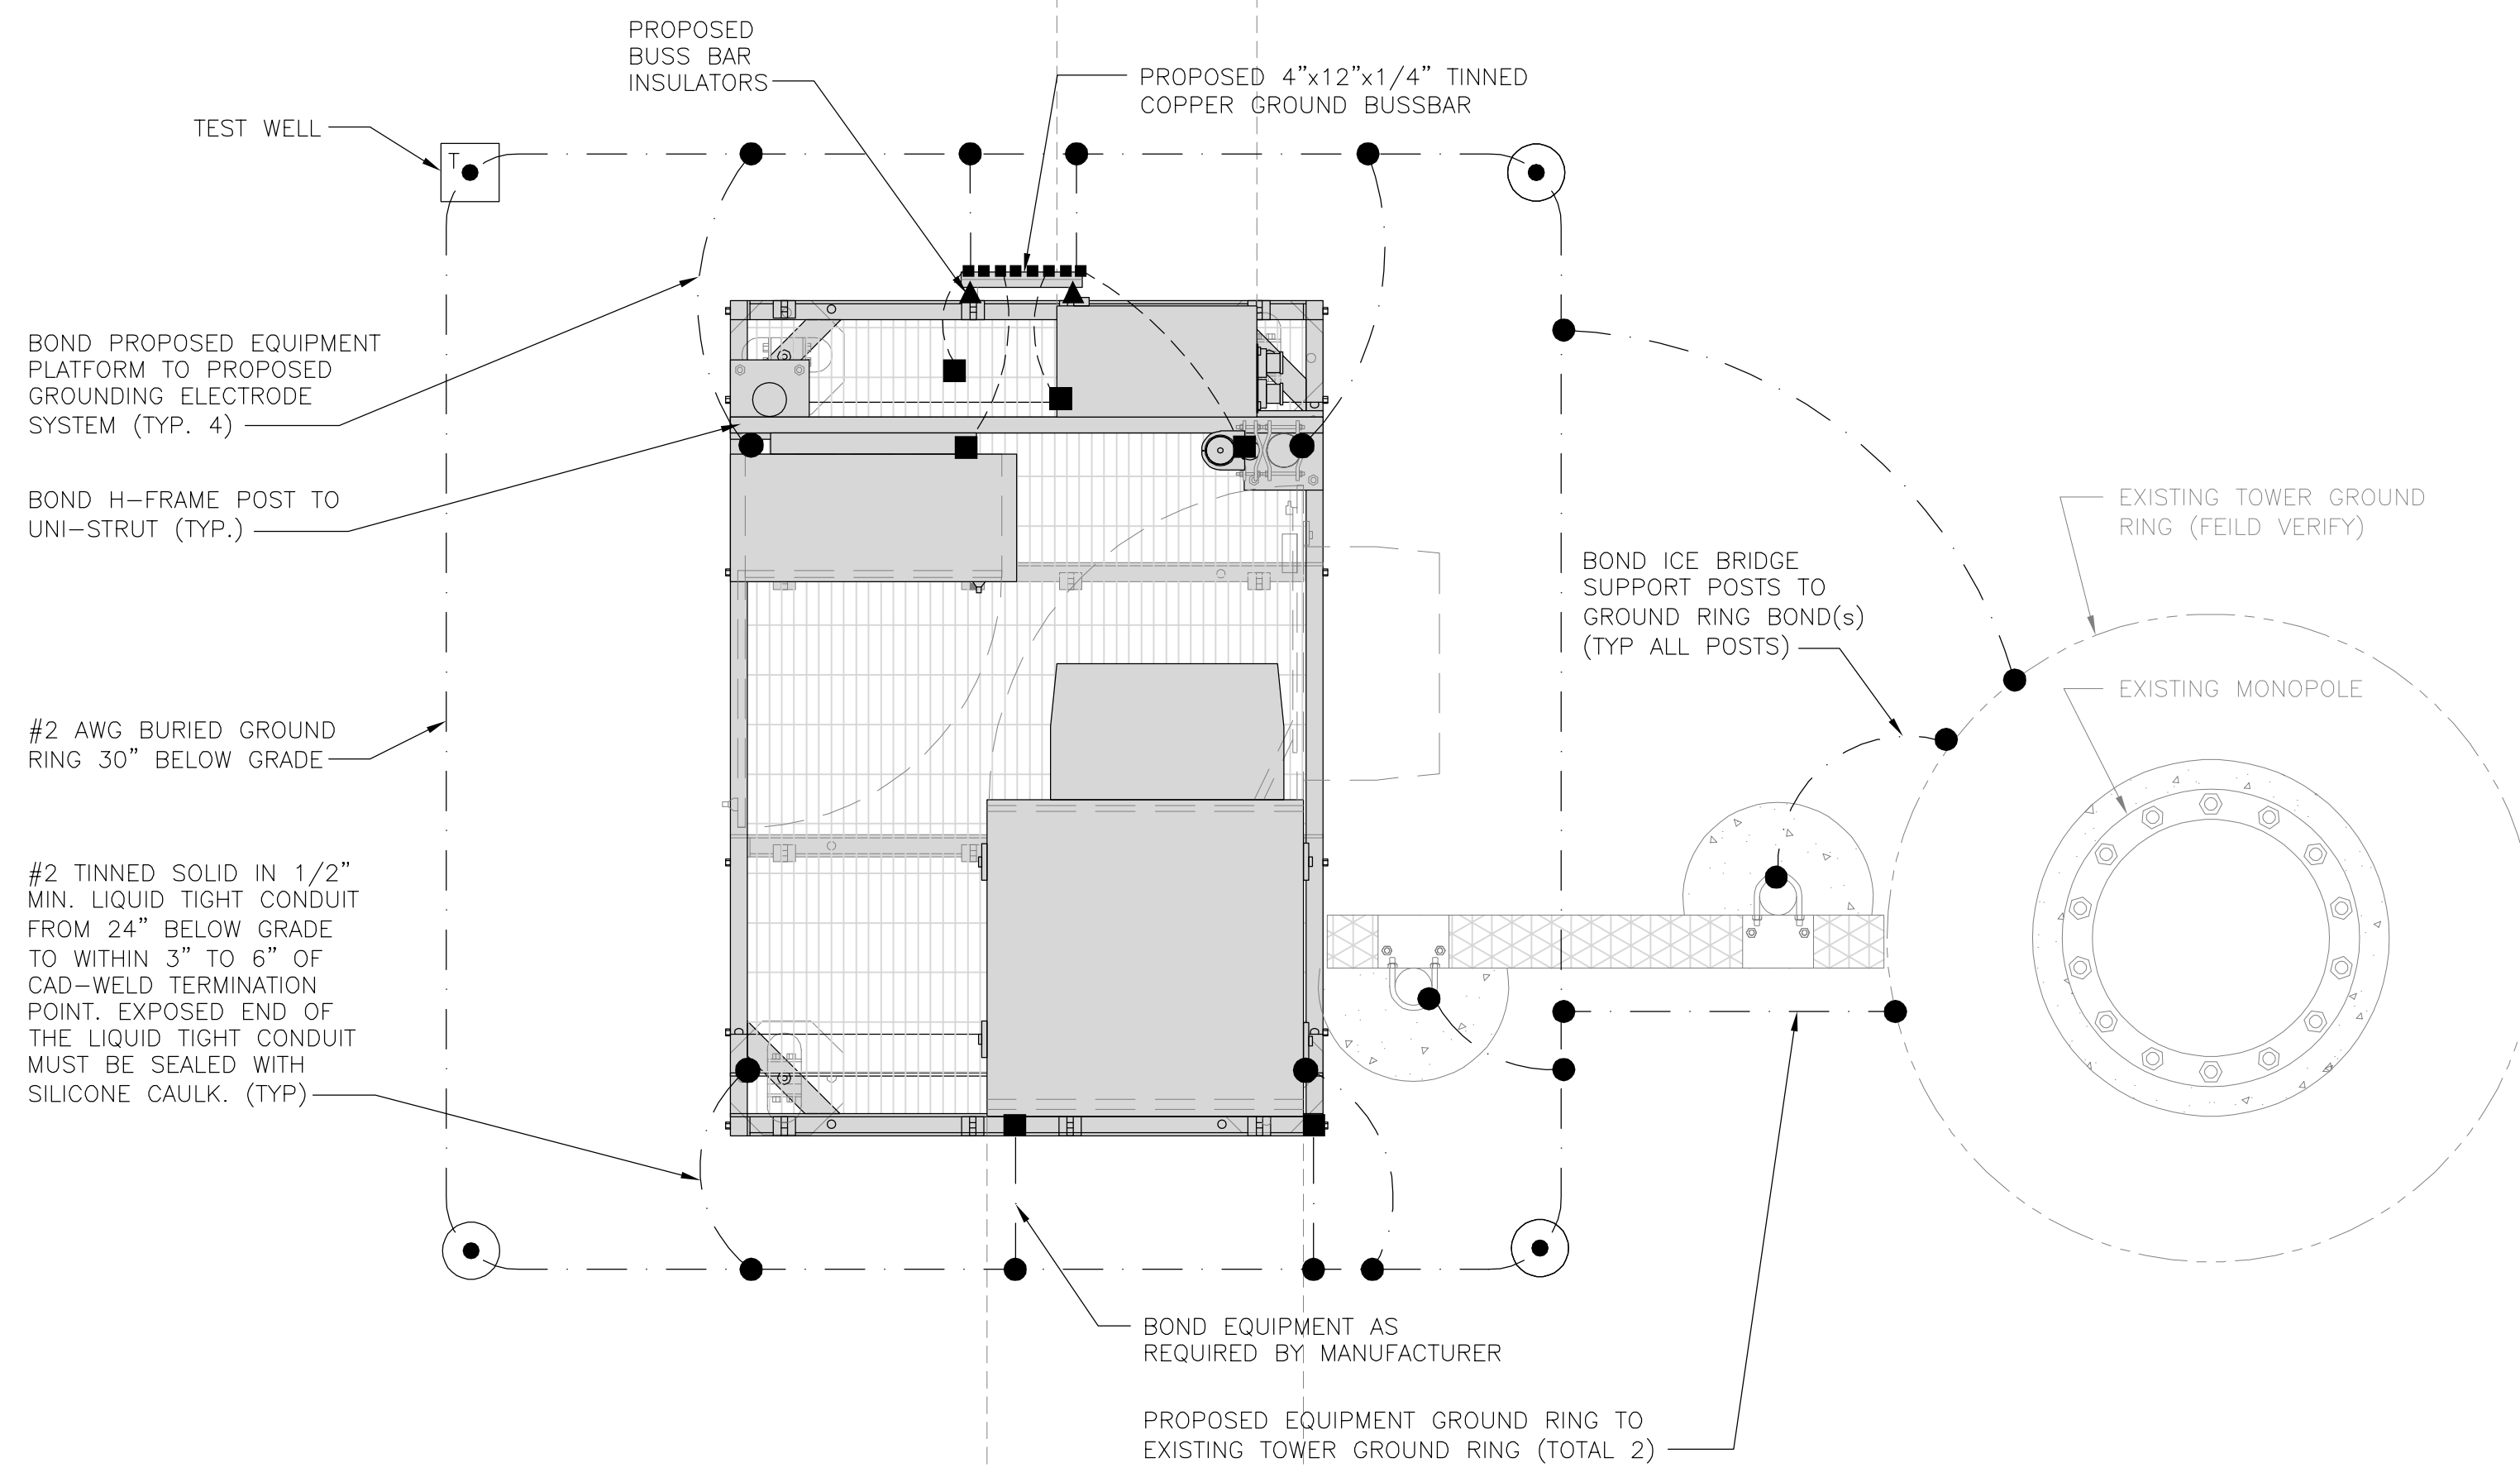 PROPOSED
BUSS BAR
INSULATORS
PROPOSED 4"x12"x1/4" TINNED
COPPER GROUND BUSSBAR
TEST WELL
T
BOND PROPOSED EQUIPMENT
PLATFORM TO PROPOSED
GROUNDING ELECTRODE
SYSTEM (TYP. 4)
BOND H-FRAME POST TO
UNI-STRUT (TYP.)
EXISTING TOWER GROUND
RING (FEILD VERIFY)
BOND ICE BRIDGE
SUPPORT POSTS TO
GROUND RING BOND(s)
(TYP ALL POSTS)
EXISTING MONOPOLE
#2 AWG BURIED GROUND
RING 30" BELOW GRADE
#2 TINNED SOLID IN 1/2"
MIN. LIQUID TIGHT CONDUIT
FROM 24" BELOW GRADE
TO WITHIN 3" TO 6" OF
CAD-WELD TERMINATION
POINT. EXPOSED END OF
THE LIQUID TIGHT CONDUIT
MUST BE SEALED WITH
SILICONE CAULK. (TYP)
BOND EQUIPMENT AS
REQUIRED BY MANUFACTURER
PROPOSED EQUIPMENT GROUND RING TO
EXISTING TOWER GROUND RING (TOTAL 2)